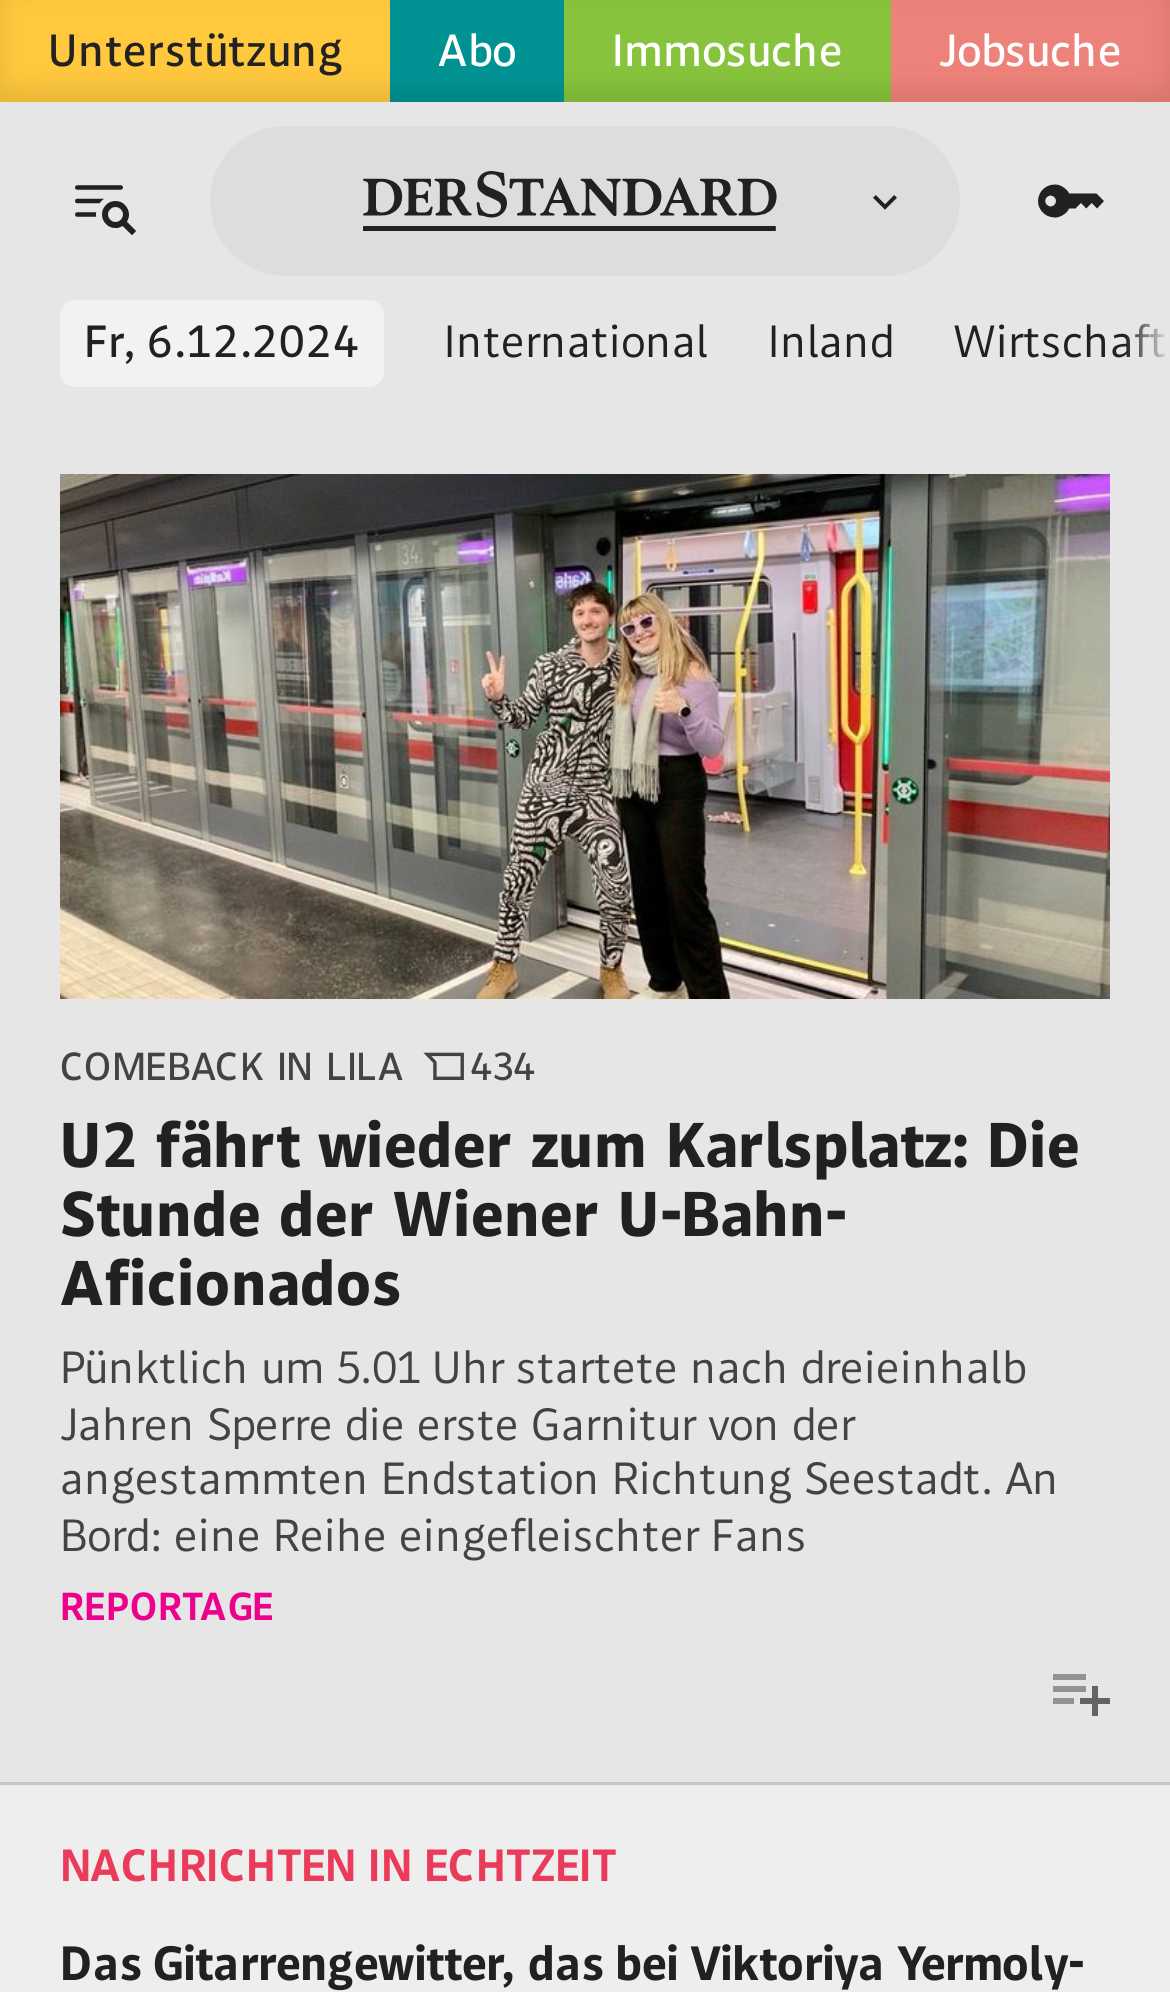 Unterstützung
Abo
Immosuche
Jobsuche
DERSTANDARD
Fr, 6.12.2024
International
Inland
Wirtschaft
34
COMEBACK IN LILA 434
U2 fährt wieder zum Karlsplatz: Die
Stunde der Wiener U-Bahn-
Aficionados
Pünktlich um 5.01 Uhr startete nach dreieinhalb
Jahren Sperre die erste Garnitur von der
angestammten Endstation Richtung Seestadt. An
Bord: eine Reihe eingefleischter Fans
REPORTAGE
NACHRICHTEN IN ECHTZEIT
Das Gitarrengewitter, das bei Viktoriya Yermoly-